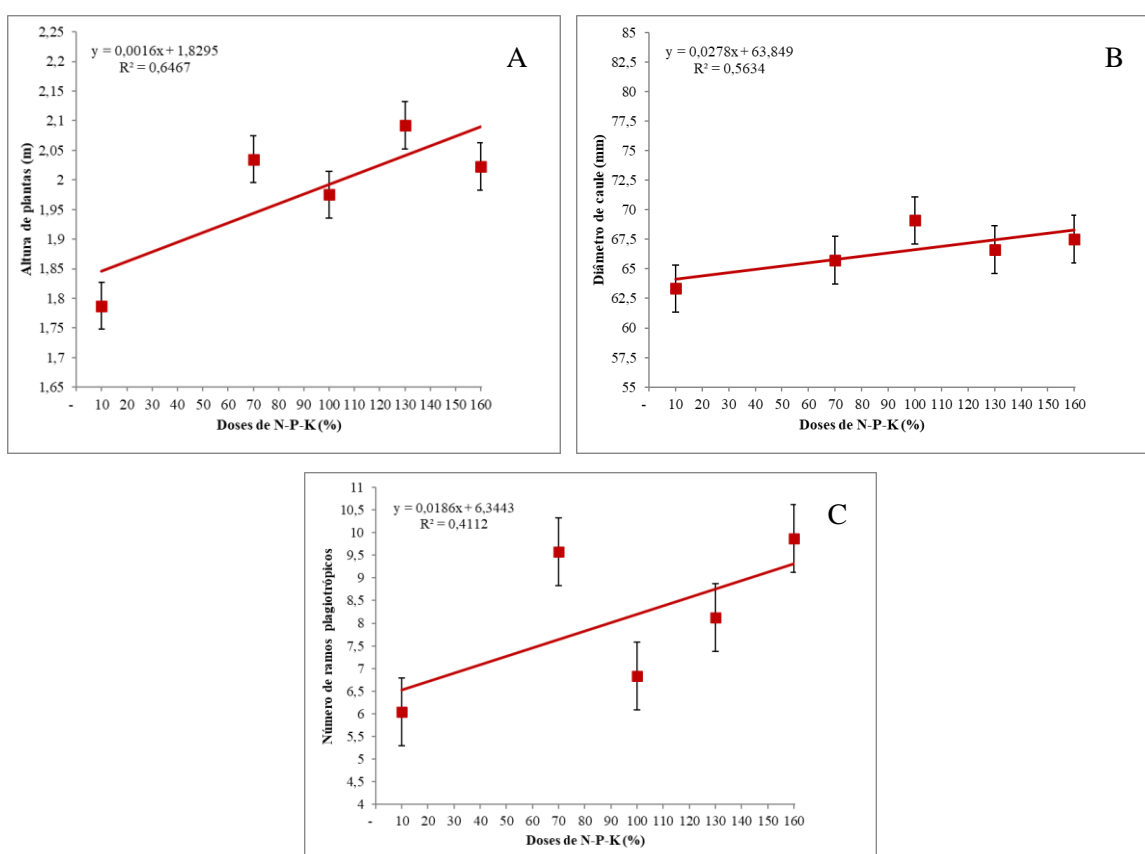 y = 0,0016x + 1,8295
R² = 0,6467
A
Altura de plantas (m)
2,25
2,2
2,15
2,1
2,05
2
1,95
1,9
1,85
1,8
1,75
1,7
1,65
- 10 20 30 40 50 60 70 80 90 100 110 120 130 140 150 160
Doses de N-P-K (%)
y = 0,0278x + 63,849
R² = 0,5634
B
Diâmetro de caule (mm)
85
82,5
80
77,5
75
72,5
70
67,5
65
62,5
60
57,5
55
- 10 20 30 40 50 60 70 80 90 100 110 120 130 140 150 160
Doses de N-P-K (%)
y = 0,0186x + 6,3443
R² = 0,4112
C
Número de ramos plagiotrópicos
11
10,5
10
9,5
9
8,5
8
7,5
7
6,5
6
5,5
5
4,5
4
- 10 20 30 40 50 60 70 80 90 100 110 120 130 140 150 160
Doses de N-P-K (%)